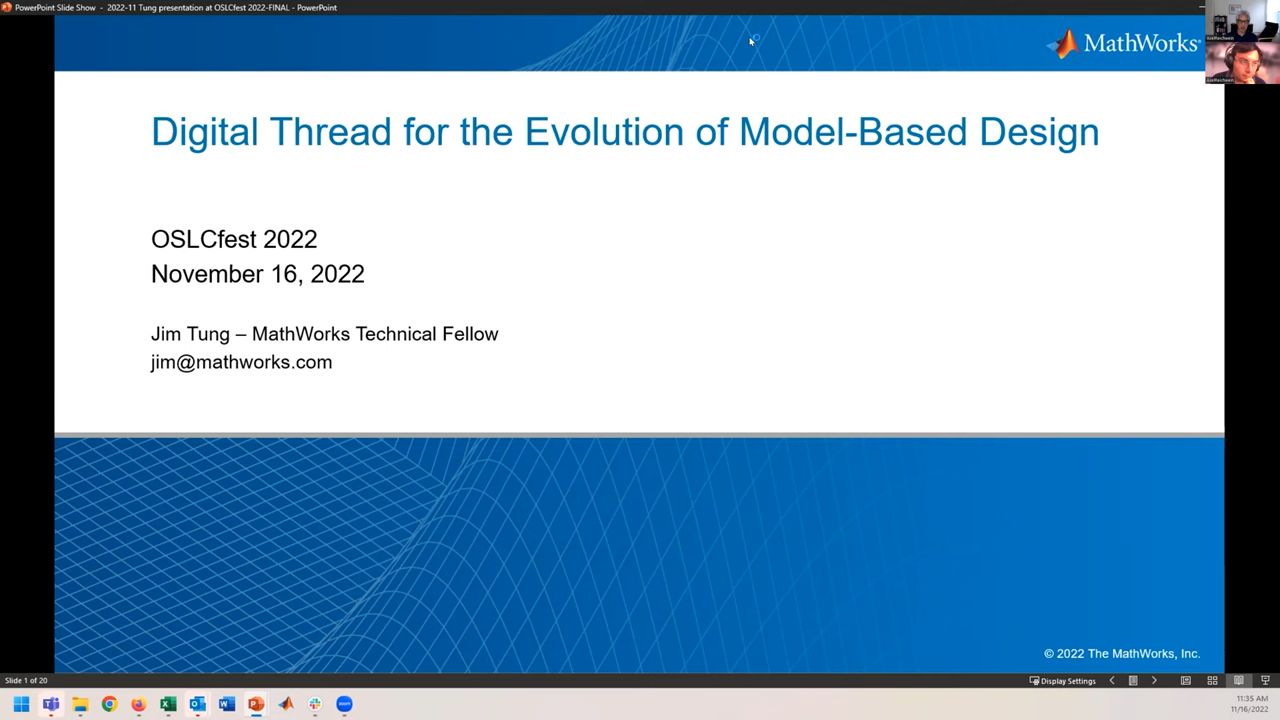 PowerPoint Slide Show - 2022-11 Tung presentation at OSLCfest 2022-FINAL - PowerPoint
MathWorks®
Digital Thread for the Evolution of Model-Based Design
OSLCfest 2022
November 16, 2022
Jim Tung – MathWorks Technical Fellow
jim@mathworks.com
© 2022 The MathWorks, Inc.
Slide 1 of 20
Display Settings
11:35 AM
11/16/2022